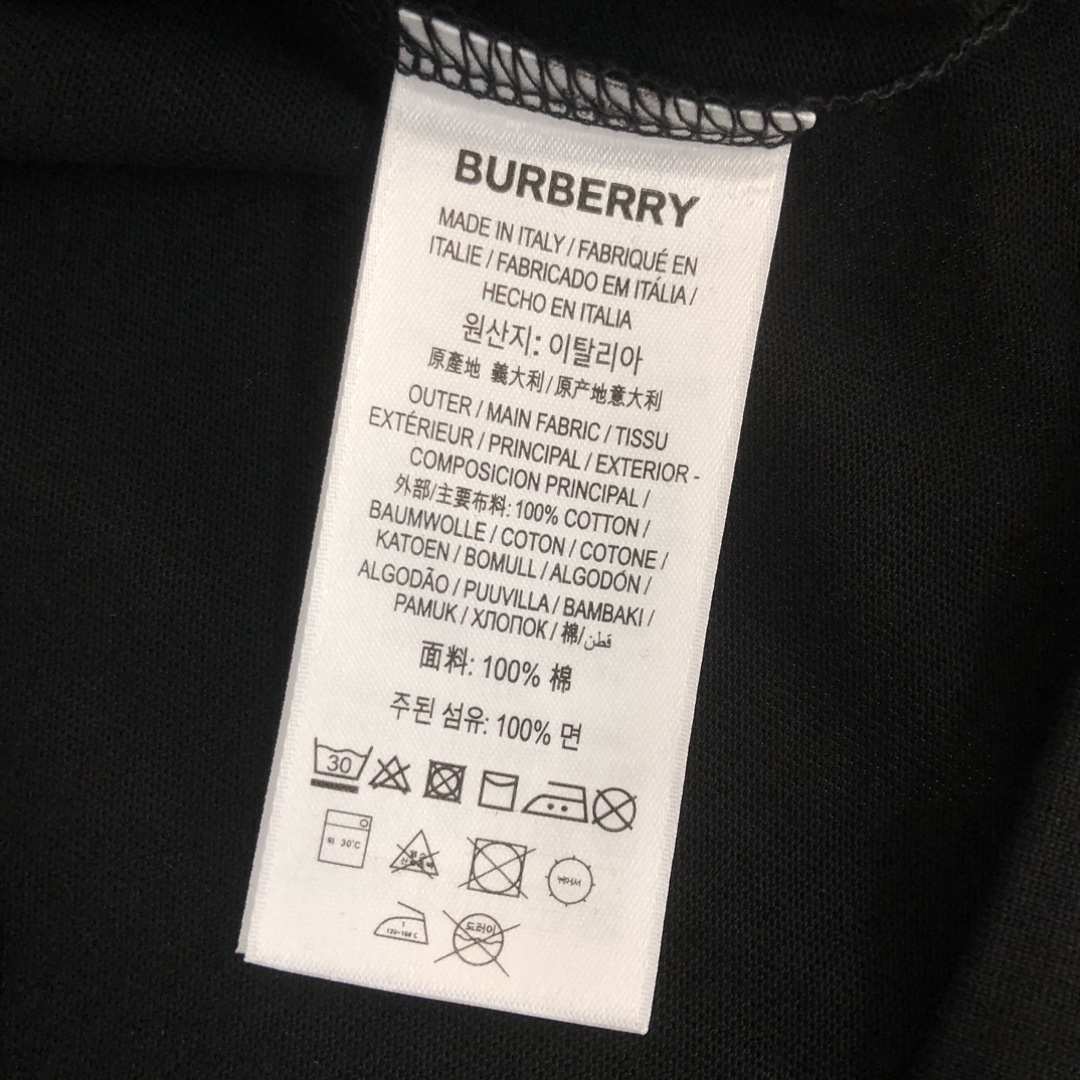 BURBERRY
MADE IN ITALY / FABRIQUÉ EN
ITALIE / FABRICADO EM ITÁLIA /
HECHO EN ITALIA
원산지: 이탈리아
原產地 義大利/原产地意大利
OUTER / MAIN FABRIC / TISSU
EXTÉRIEUR / PRINCIPAL / EXTERIOR -
COMPOSICION PRINCIPAL /
外部/主要布料: 100% COTTON /
BAUMWOLLE / COTON / COTONE /
KATOEN / BOMULL / ALGODÓN /
ALGODÃO / PUUVILLA / BAMBAKI /
PAMUK / ХЛОПОК / 棉/قطن
面料: 100% 棉
주된 섬유: 100% 면
30
30°C
드라이